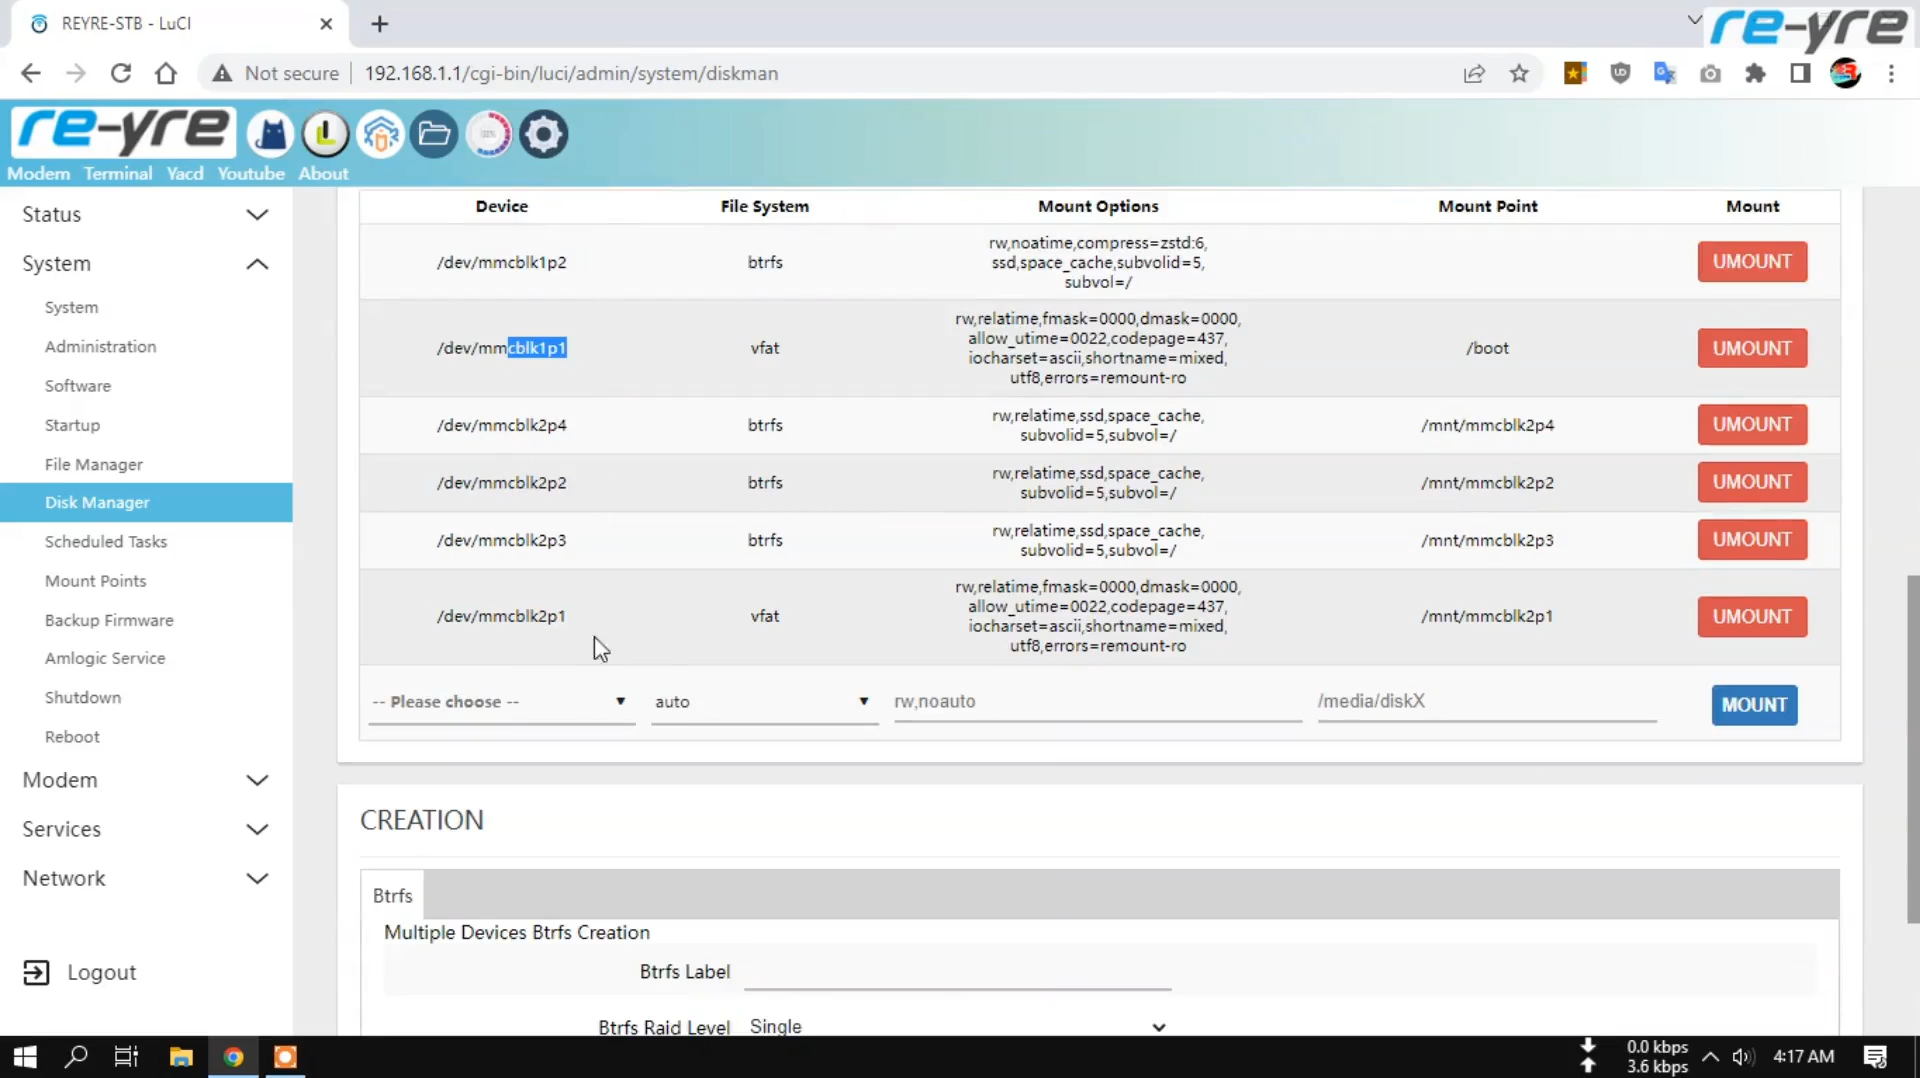 REYRE-STB - LuCI
re-yre
Not secure
192.168.1.1/cgi-bin/luci/admin/system/diskman
re-yre
Modem Terminal Yacd Youtube About
Status
System
System
Administration
Software
Startup
File Manager
Disk Manager
Scheduled Tasks
Mount Points
Backup Firmware
Amlogic Service
Shutdown
Reboot
Modem
Services
Network
Logout
Device File System Mount Options Mount Point Mount
/dev/mmcblk1p2 btrfs rw,noatime,compress=zstd:6,
ssd,space_cache,subvolid=5,
subvol=/
UMOUNT
/dev/mmcblk1p1 vfat rw,relatime,fmask=0000,dmask=0000,
allow_utime=0022,codepage=437,
iocharset=ascii,shortname=mixed,
utf8,errors=remount-ro
/boot UMOUNT
/dev/mmcblk2p4 btrfs rw,relatime,ssd,space_cache,
subvolid=5,subvol=/
/mnt/mmcblk2p4 UMOUNT
/dev/mmcblk2p2 btrfs rw,relatime,ssd,space_cache,
subvolid=5,subvol=/
/mnt/mmcblk2p2 UMOUNT
/dev/mmcblk2p3 btrfs rw,relatime,ssd,space_cache,
subvolid=5,subvol=/
/mnt/mmcblk2p3 UMOUNT
/dev/mmcblk2p1 vfat rw,relatime,fmask=0000,dmask=0000,
allow_utime=0022,codepage=437,
iocharset=ascii,shortname=mixed,
utf8,errors=remount-ro
/mnt/mmcblk2p1 UMOUNT
-- Please choose -- auto rw,noauto /media/diskX MOUNT
CREATION
Btrfs
Multiple Devices Btrfs Creation
Btrfs Label
Btrfs Raid Level Single
0.0 kbps
3.6 kbps
4:17 AM